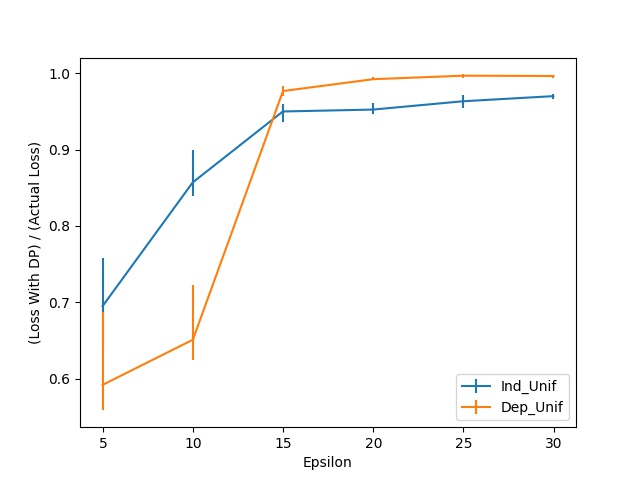 1.0
0.9
0.8
0.7
0.6
(Loss With DP) / (Actual Loss)
5 10 15 20 25 30
Epsilon
Ind_Unif
Dep_Unif